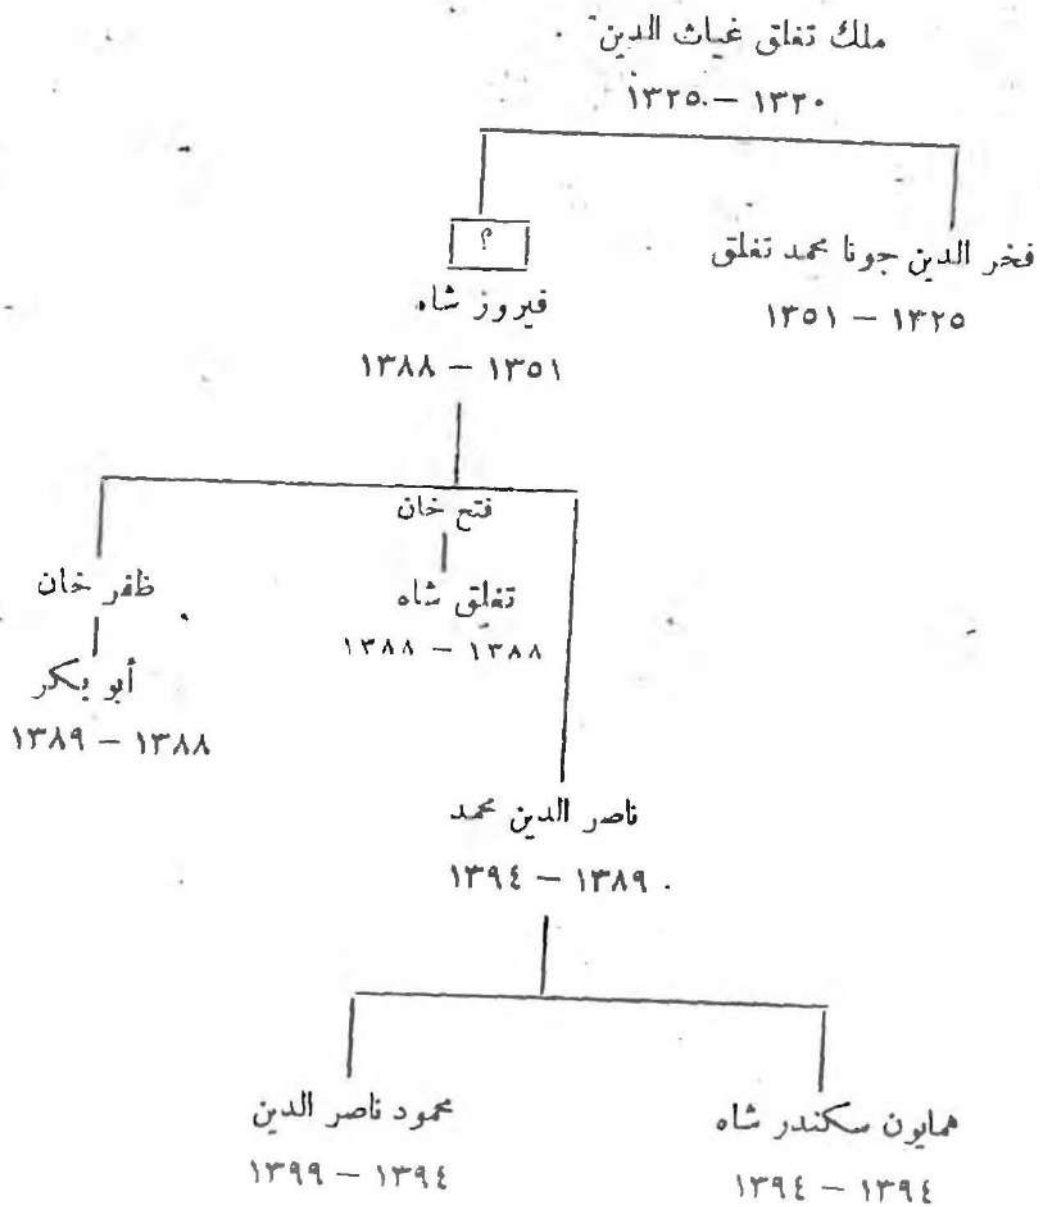 ملك تغلق غياث الدين
١٣٢٠ – ١٣٢٥
فخر الدين جونا محمد تغلق
١٣٢٥ – ١٣٥١
؟
فيروز شاه
١٣٥١ – ١٣٨٨
فتح خان
تغلق شاه
١٣٨٨ – ١٣٨٨
ظفر خان
أبو بكر
١٣٨٨ – ١٣٨٩
ناصر الدين محمد
١٣٨٩ – ١٣٩٤
همايون سكندر شاه
١٣٩٤ – ١٣٩٤
محمود ناصر الدين
١٣٩٤ – ١٣٩٩